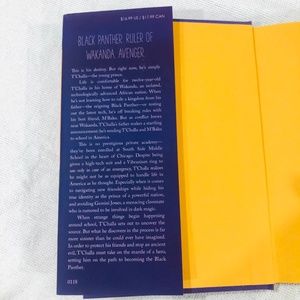 $16.99 US / $17.99 CAN
BLACK PANTHER. RULER OF
WAKANDA. AVENGER.
This is his destiny. But right now, he's simply
T'Challa—the young prince.
Life is comfortable for twelve-year-old
T'Challa in his home of Wakanda, an isolated,
technologically advanced African nation. When
he's not learning how to rule a kingdom from his
father—the reigning Black Panther—or testing
out the latest tech, he's off breaking rules with
his best friend, M'Baku. But as conflict brews
near Wakanda, T'Challa's father makes a startling
announcement: he's sending T'Challa and M'Baku
to school in America.
This is no prestigious private academy—
they've been enrolled at South Side Middle
School in the heart of Chicago. Despite being
given a high-tech suit and a Vibranium ring to
use only in case of an emergency, T'Challa realizes
he might not be as equipped to handle life in
America as he thought. Especially when it comes
to navigating new friendships while hiding his
true identity as the prince of a powerful nation,
and avoiding Gemini Jones, a menacing classmate
who is rumored to be involved in dark magic.
When strange things begin happening
around school, T'Challa sets out to uncover the
source. But what he discovers in the process is far
more sinister than he could ever have imagined.
In order to protect his friends and stop an ancient
evil, T'Challa must take on the mantle of a hero,
setting him on the path to becoming the Black
Panther.
0118